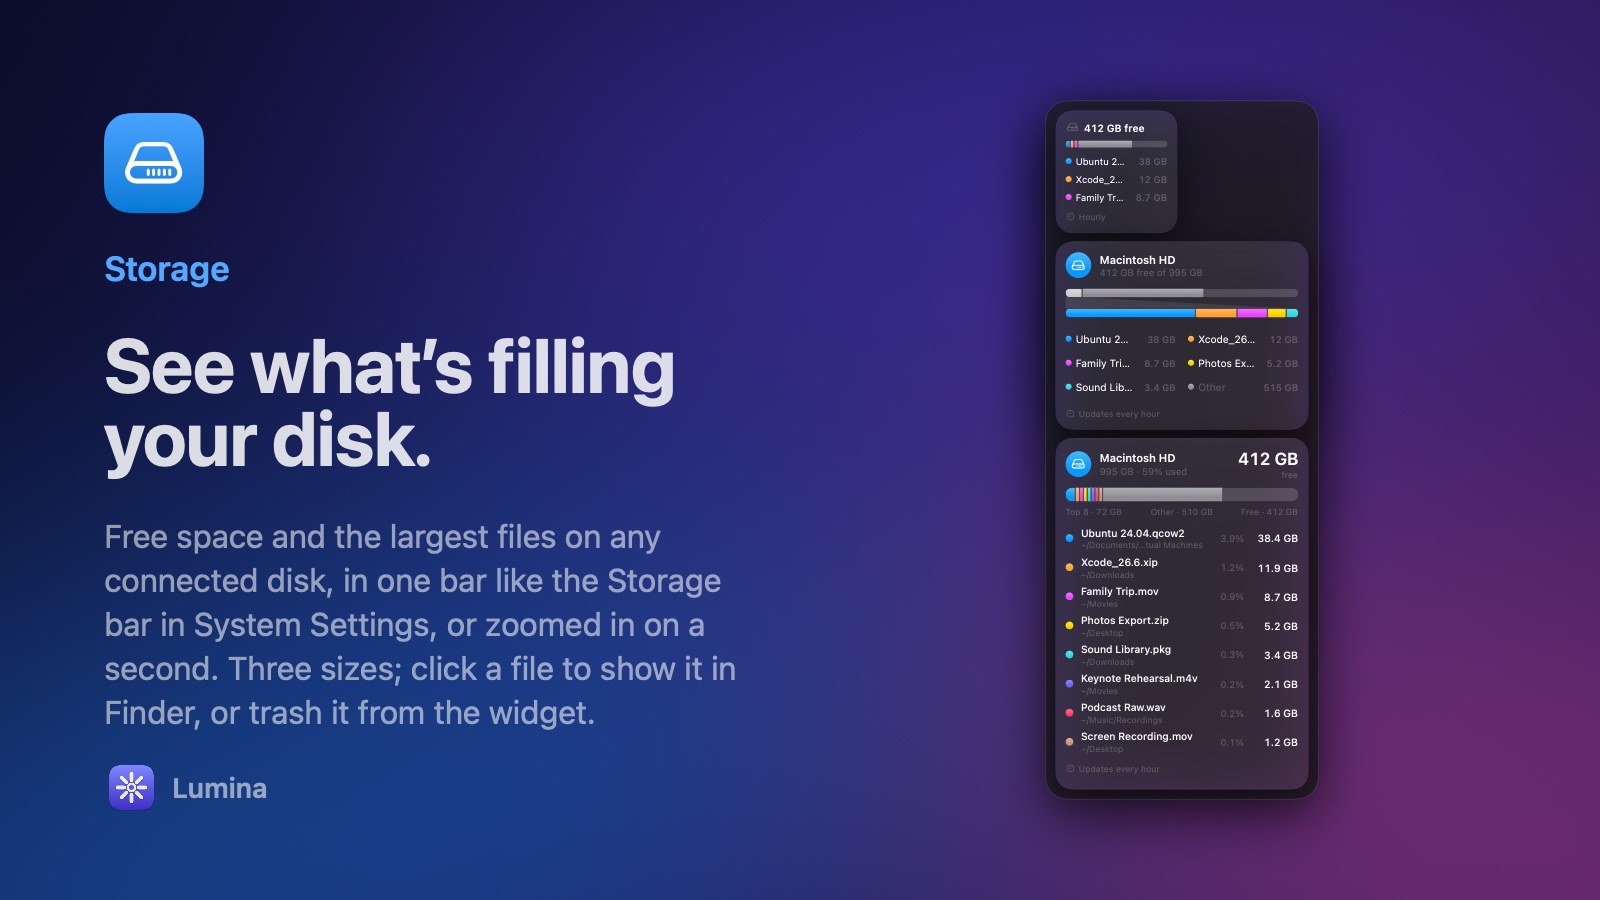 Storage
See what's filling
your disk.
Free space and the largest files on any
connected disk, in one bar like the Storage
bar in System Settings, or zoomed in on a
second. Three sizes; click a file to show it in
Finder, or trash it from the widget.
Lumina
412 GB free
Ubuntu 2... 38 GB
Xcode_2... 12 GB
Family Tr... 8.7 GB
Hourly
Macintosh HD
412 GB free of 995 GB
Ubuntu 2... 38 GB Xcode_26... 12 GB
Family Tri... 8.7 GB Photos Ex... 5.2 GB
Sound Lib... 3.4 GB Other 515 GB
Updates every hour
Macintosh HD 412 GB
995 GB · 59% used free
Top 8 · 72 GB Other · 510 GB Free · 412 GB
Ubuntu 24.04.qcow2 3.9% 38.4 GB
~/Documents/...tual Machines
Xcode_26.6.xip 1.2% 11.9 GB
~/Downloads
Family Trip.mov 0.9% 8.7 GB
~/Movies
Photos Export.zip 0.5% 5.2 GB
~/Desktop
Sound Library.pkg 0.3% 3.4 GB
~/Downloads
Keynote Rehearsal.m4v 0.2% 2.1 GB
~/Movies
Podcast Raw.wav 0.2% 1.6 GB
~/Music/Recordings
Screen Recording.mov 0.1% 1.2 GB
~/Desktop
Updates every hour